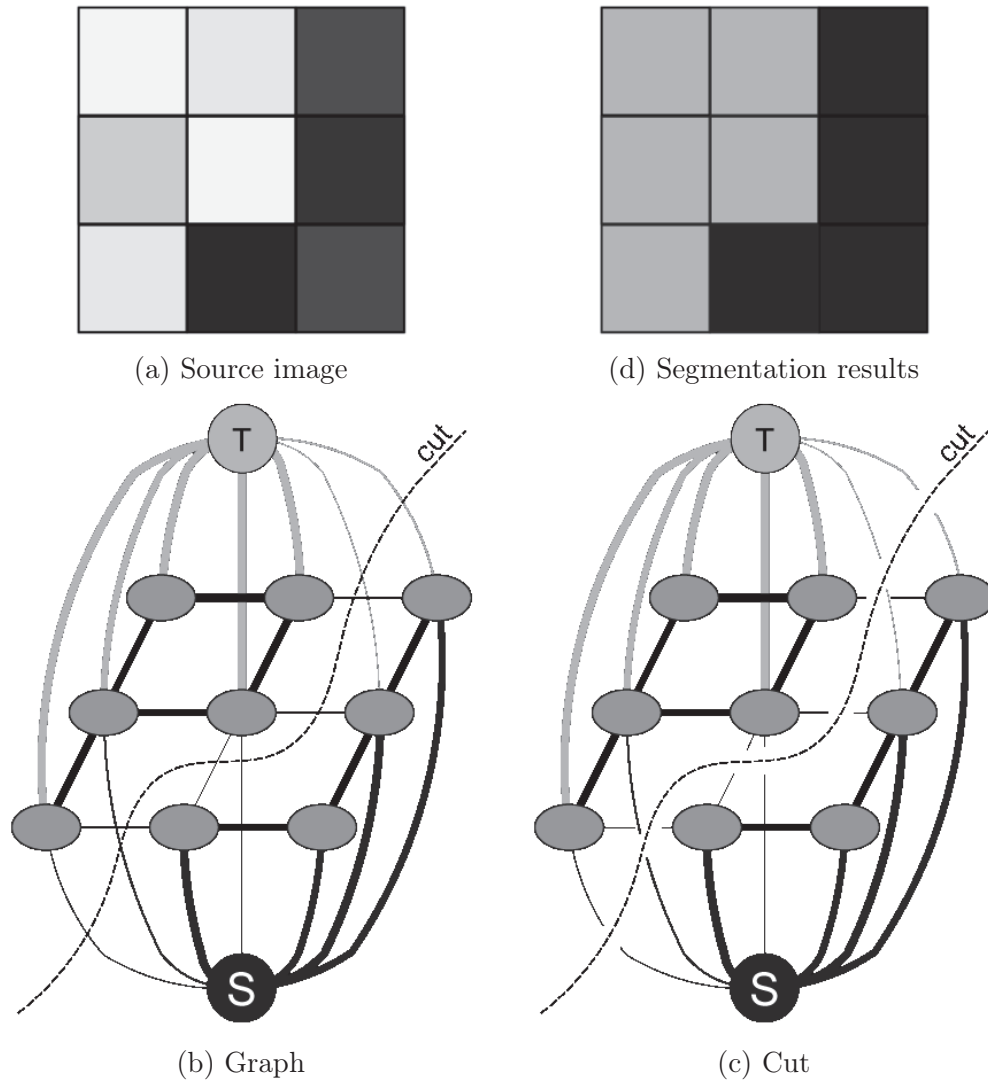 (a) Source image
(d) Segmentation results
T
cut
S
(b) Graph
T
cut
S
(c) Cut